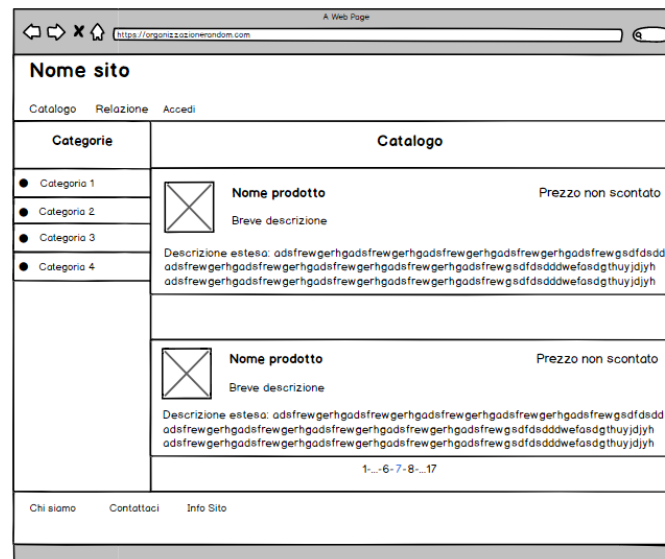 A Web Page
https://organizzazionerandom.com
Nome sito
Catalogo Relazione Accedi
Categorie
Catalogo
Categoria 1
Categoria 2
Categoria 3
Categoria 4
Nome prodotto Prezzo non scontato
Breve descrizione
Descrizione estesa: adsfrewgerhgadsfrewgerhgadsfrewgerhgadsfrewgerhgadsfrewgsdfdsdd
adsfrewgerhgadsfrewgerhgadsfrewgerhgadsfrewgerhgadsfrewgsdfdsdddwefasdgthuyjdjyh
adsfrewgerhgadsfrewgerhgadsfrewgerhgadsfrewgerhgadsfrewgsdfdsdddwefasdgthuyjdjyh
Nome prodotto Prezzo non scontato
Breve descrizione
Descrizione estesa: adsfrewgerhgadsfrewgerhgadsfrewgerhgadsfrewgerhgadsfrewgsdfdsdd
adsfrewgerhgadsfrewgerhgadsfrewgerhgadsfrewgerhgadsfrewgsdfdsdddwefasdgthuyjdjyh
adsfrewgerhgadsfrewgerhgadsfrewgerhgadsfrewgerhgadsfrewgsdfdsdddwefasdgthuyjdjyh
1-...-6-7-8-...17
Chi siamo Contattaci Info Sito